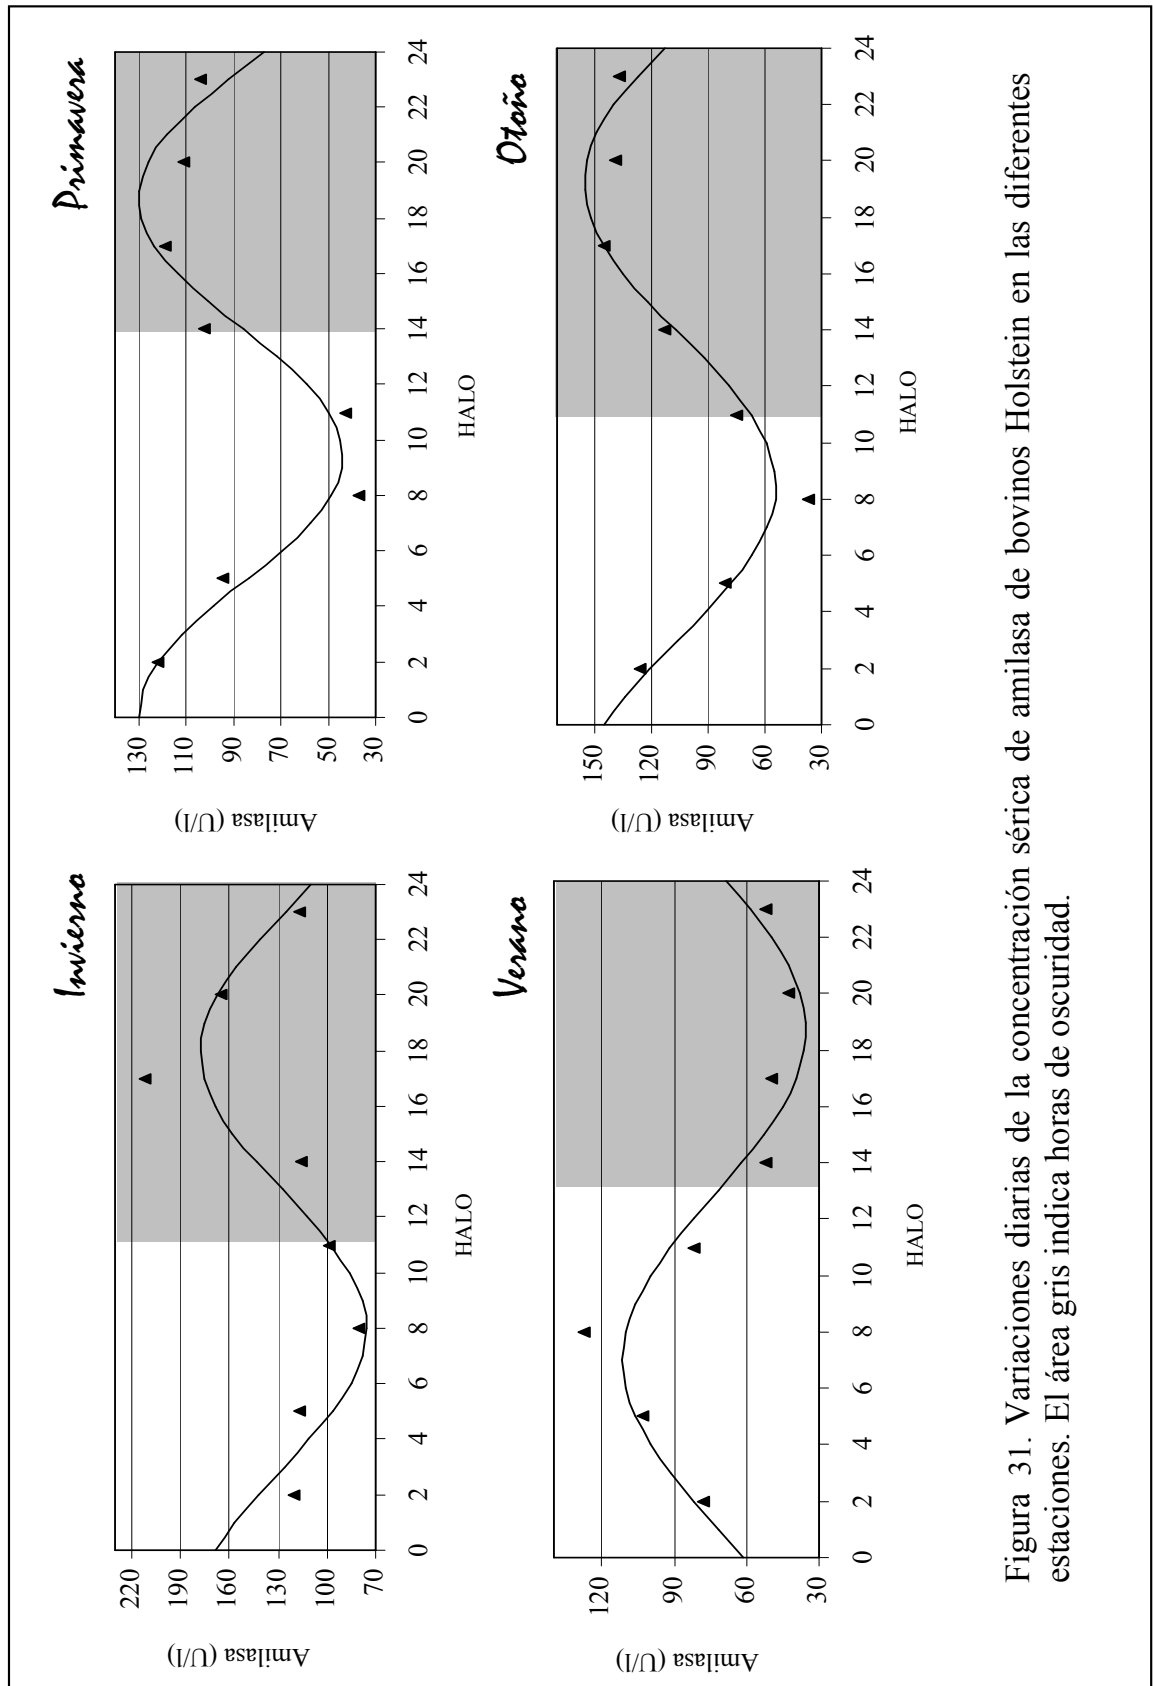 Invierno
Amilasa (U/l)
220
190
160
130
100
70
0 2 4 6 8 10 12 14 16 18 20 22 24
HALO
Primavera
Amilasa (U/l)
130
110
90
70
50
30
0 2 4 6 8 10 12 14 16 18 20 22 24
HALO
Verano
Amilasa (U/l)
120
90
60
30
0 2 4 6 8 10 12 14 16 18 20 22 24
HALO
Otoño
Amilasa (U/l)
150
120
90
60
30
0 2 4 6 8 10 12 14 16 18 20 22 24
HALO
Figura 31. Variaciones diarias de la concentración sérica de amilasa de bovinos Holstein en las diferentes
estaciones. El área gris indica horas de oscuridad.